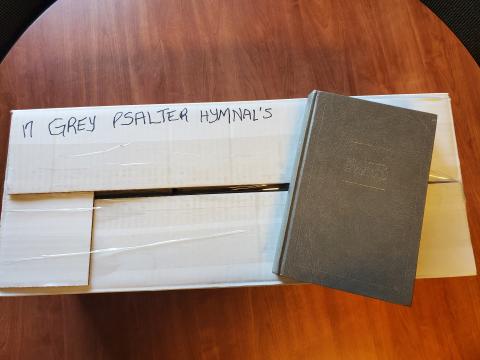 17 GREY PSALTER HYMNAL'S